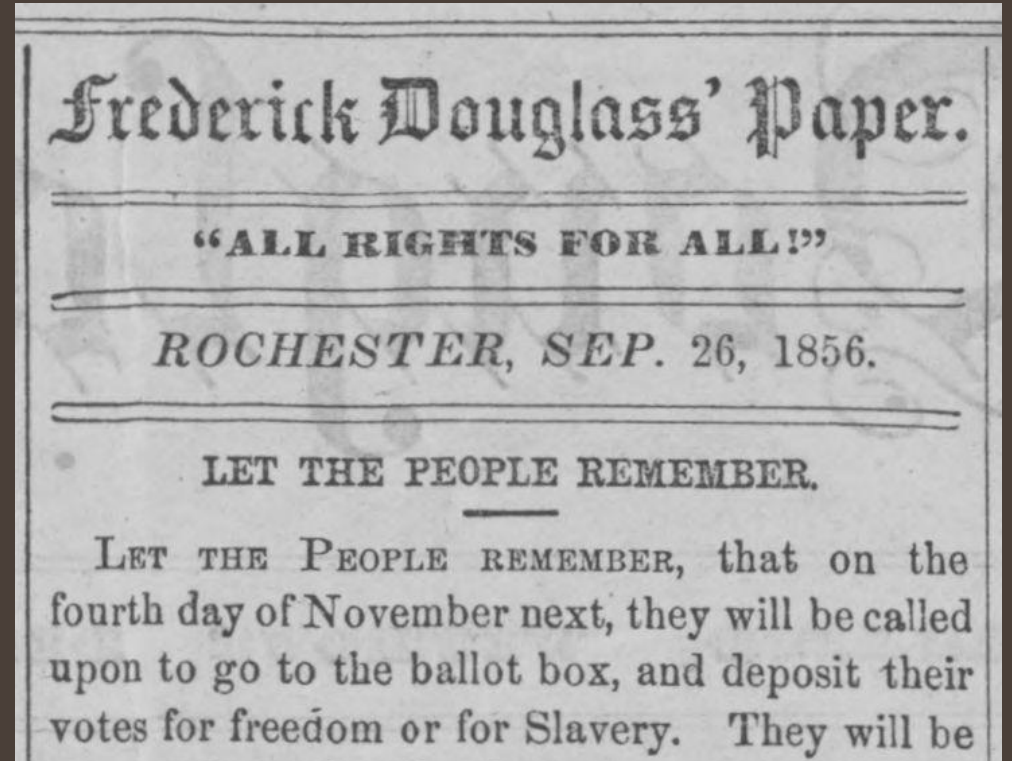 Frederick Douglass' Paper.
“ALL RIGHTS FOR ALL!”
ROCHESTER, SEP. 26, 1856.
LET THE PEOPLE REMEMBER.
LET THE PEOPLE REMEMBER, that on the
fourth day of November next, they will be called
upon to go to the ballot box, and deposit their
votes for freedom or for Slavery. They will be